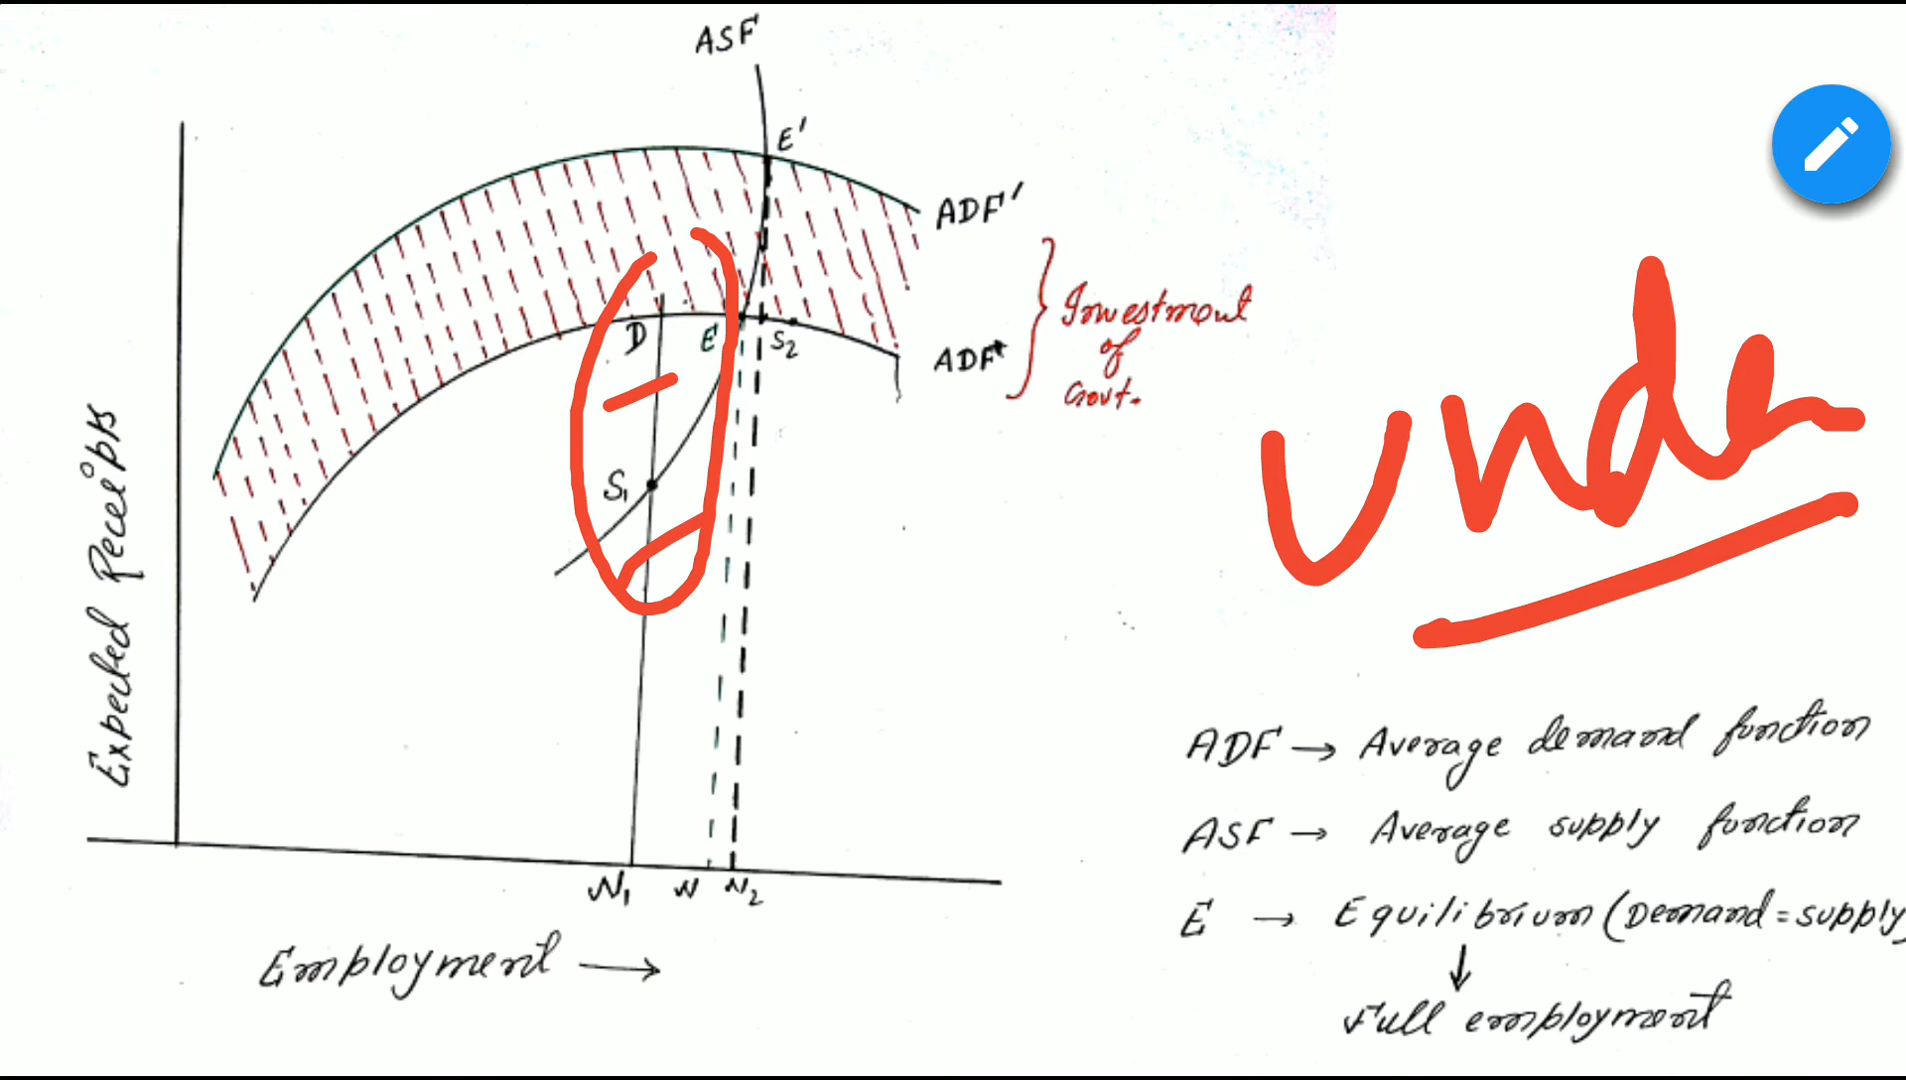 ASF
E'
ADF'
D
E
S2
ADF
Investment
of
Govt.
Unde
S1
Expected Receipts
N1 N N2
Employment →
ADF → Average demand function
ASF → Average supply function
E → Equilibrium (Demand = supply)
↓
Full employment